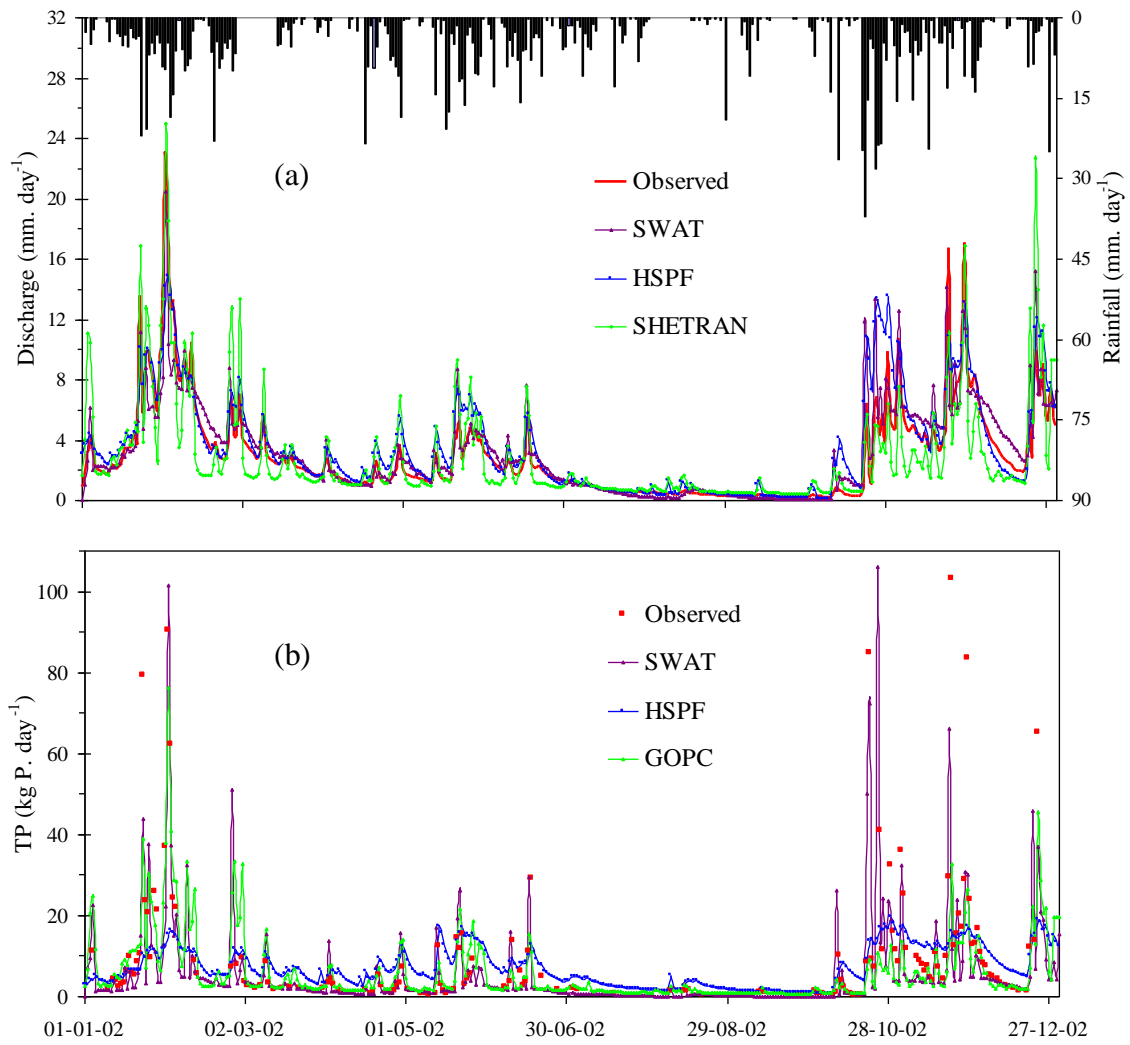 32
28
24
20
16
12
8
4
0
Discharge (mm. day⁻¹)
(a)
Observed
SWAT
HSPF
SHETRAN
0
15
30
45
60
75
90
Rainfall (mm. day⁻¹)
100
80
60
40
20
0
TP (kg P. day⁻¹)
(b)
Observed
SWAT
HSPF
GOPC
01-01-02
02-03-02
01-05-02
30-06-02
29-08-02
28-10-02
27-12-02